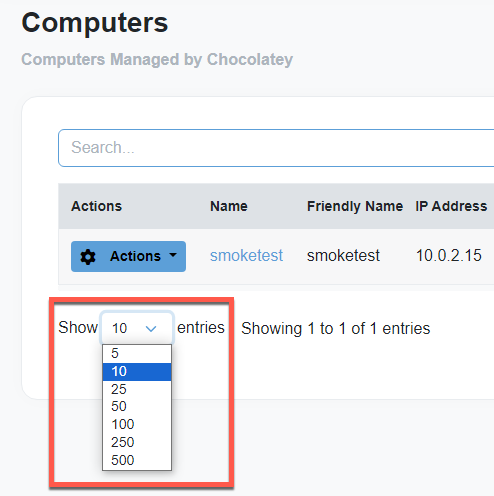 Computers
Computers Managed by Chocolatey
Search...
Actions Name Friendly Name IP Address
Actions smoketest smoketest 10.0.2.15
Show 10 entries Showing 1 to 1 of 1 entries
5
10
25
50
100
250
500